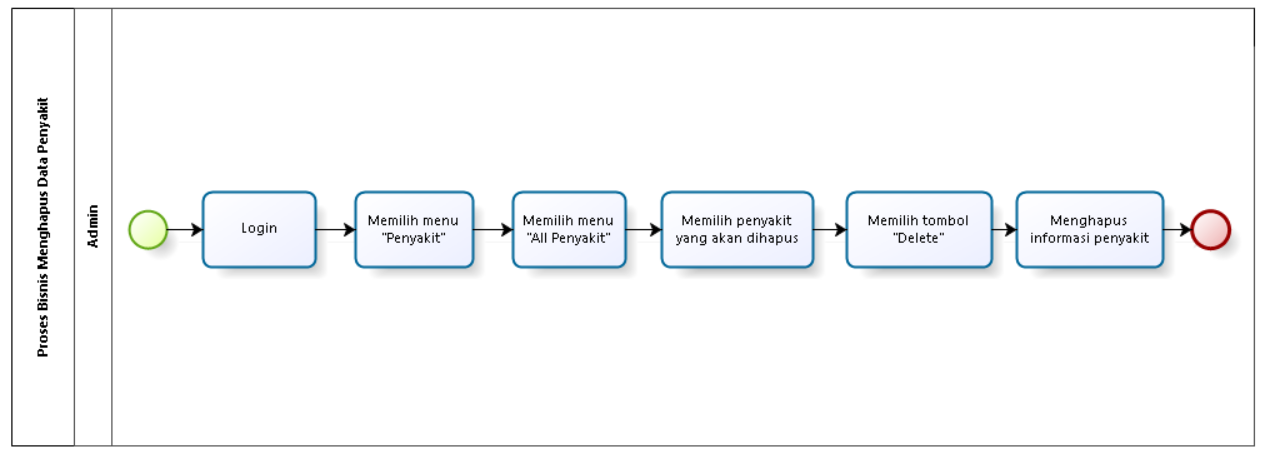 Proses Bisnis Menghapus Data Penyakit
Admin
Login
Memilih menu
"Penyakit"
Memilih menu
"All Penyakit"
Memilih penyakit
yang akan dihapus
Memilih tombol
"Delete"
Menghapus
informasi penyakit